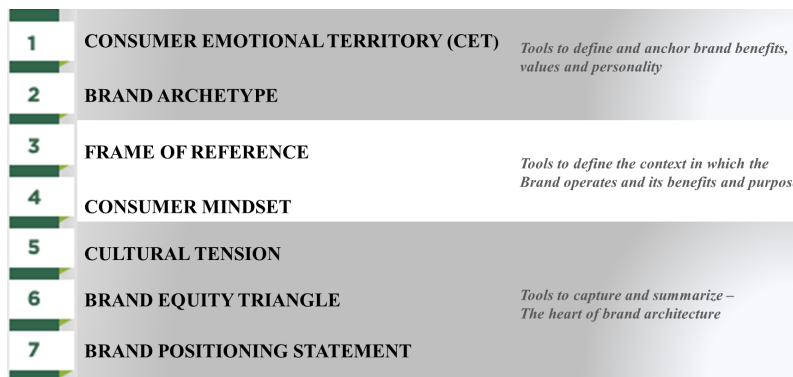 1
CONSUMER EMOTIONAL TERRITORY (CET)
Tools to define and anchor brand benefits,
values and personality
2
BRAND ARCHETYPE
3
FRAME OF REFERENCE
Tools to define the context in which the
Brand operates and its benefits and purpos
4
CONSUMER MINDSET
5
CULTURAL TENSION
6
BRAND EQUITY TRIANGLE
Tools to capture and summarize –
The heart of brand architecture
7
BRAND POSITIONING STATEMENT